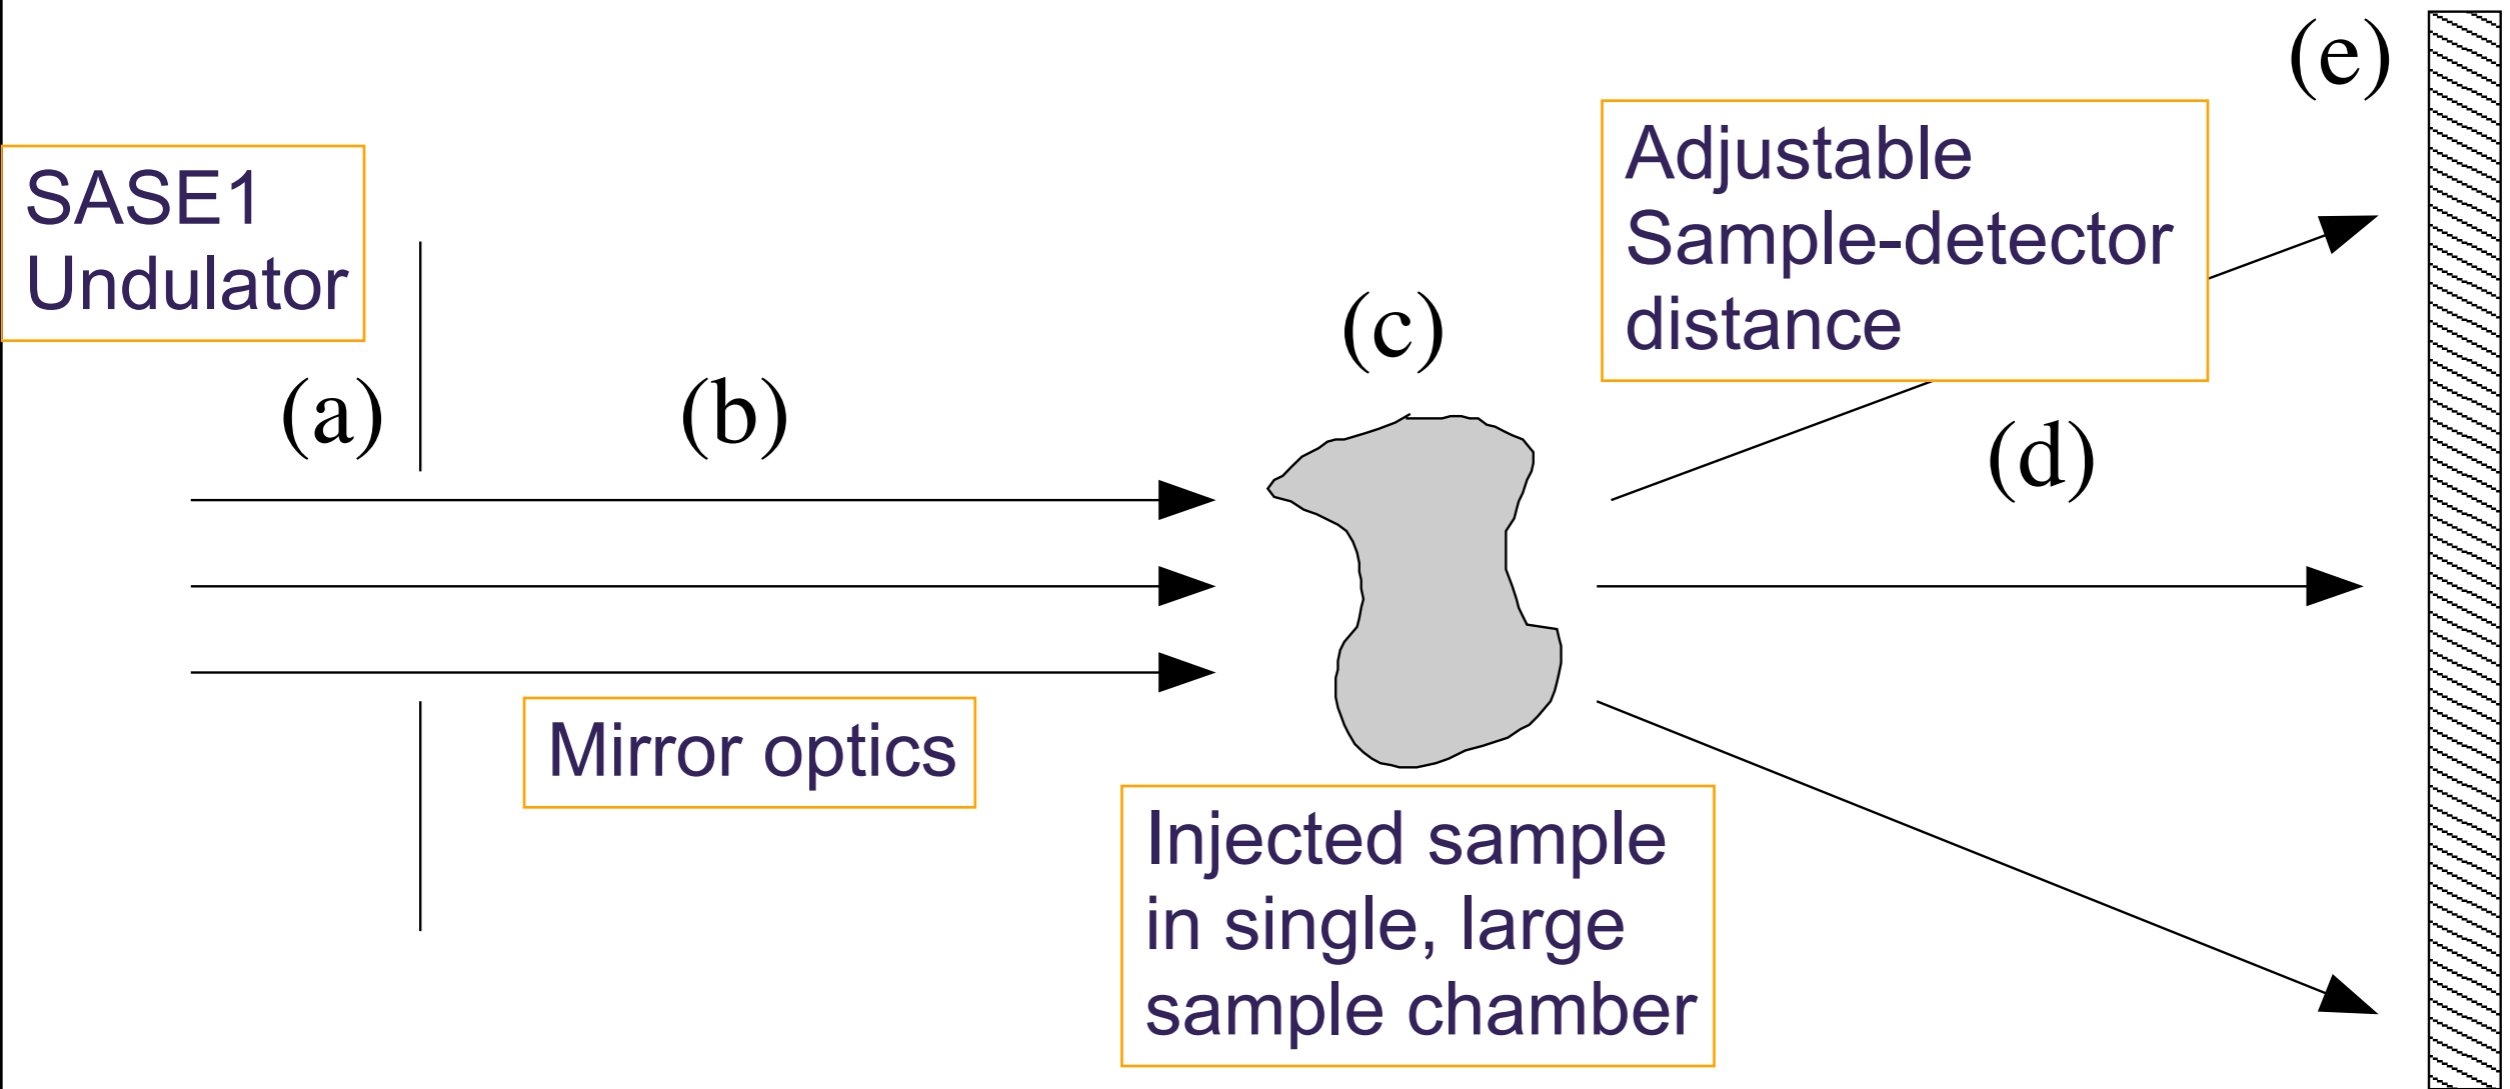 SASE1
Undulator
(a)
(b)
Mirror optics
(c)
Injected sample
in single, large
sample chamber
Adjustable
Sample-detector
distance
(d)
(e)